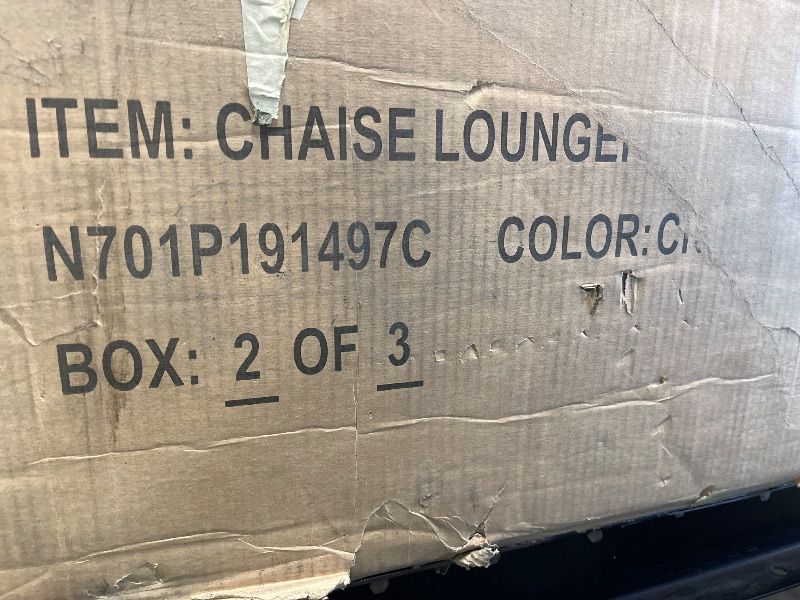 ITEM: CHAISE LOUNGE
N701P191497C COLOR:
BOX: 2 OF 3